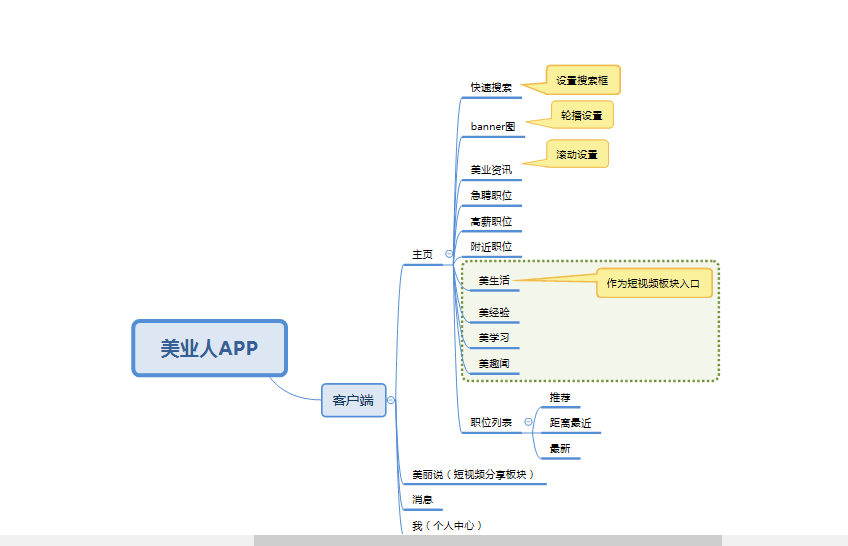 快速搜索
设置搜索框
banner图
轮播设置
美业资讯
滚动设置
急聘职位
高薪职位
附近职位
主页
美生活
作为短视频板块入口
美经验
美学习
美趣闻
美业人APP
客户端
职位列表
推荐
距离最近
最新
美丽说（短视频分享板块）
消息
我（个人中心）